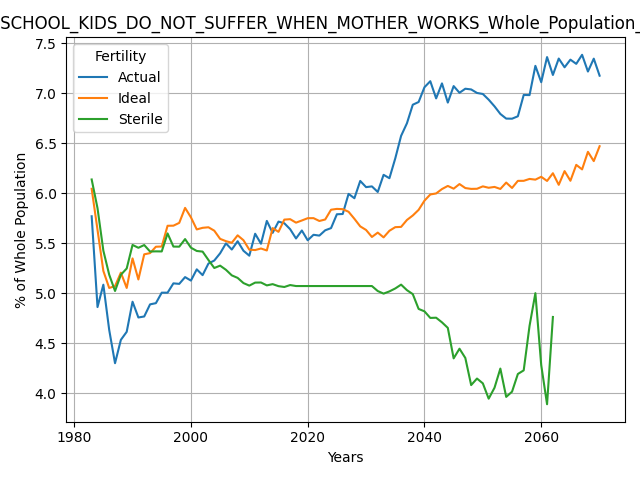 SCHOOL_KIDS_DO_NOT_SUFFER_WHEN_MOTHER_WORKS_Whole_Population_
Fertility
Actual
Ideal
Sterile
7.5
7.0
6.5
6.0
5.5
5.0
4.5
4.0
% of Whole Population
1980
2000
2020
2040
2060
Years